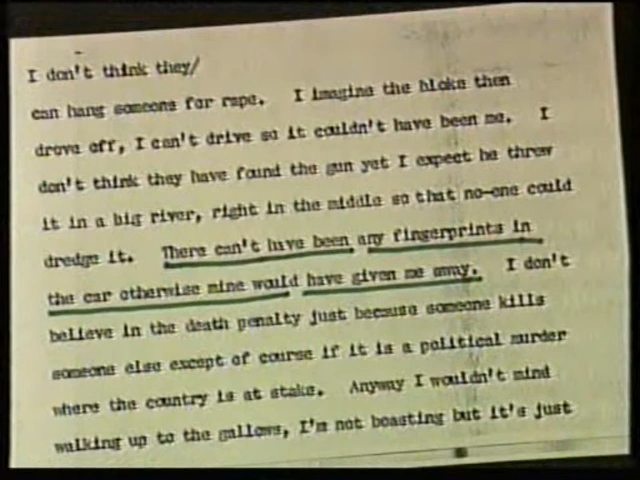 I don't think they/
can hang someone for rape. I imagine the bloke then
drove off, I can't drive so it couldn't have been me. I
don't think they have found the gun yet I expect he threw
it in a big river, right in the middle so that no-one could
dredge it. There can't have been any fingerprints in
the car otherwise mine would have given me away. I don't
believe in the death penalty just because someone kills
someone else except of course if it is a political murder
where the country is at stake. Anyway I wouldn't mind
walking up to the gallows, I'm not boasting but it's just